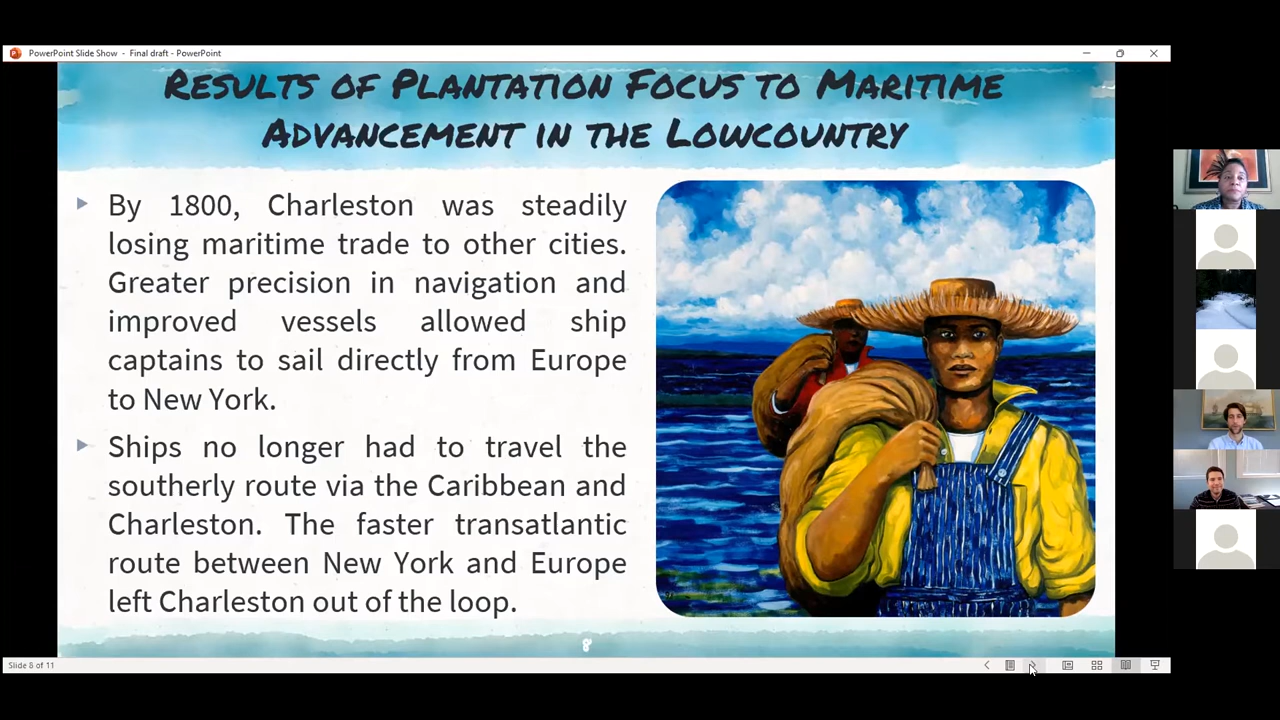 PowerPoint Slide Show - Final draft - PowerPoint
Results of Plantation Focus to Maritime
Advancement in the Lowcountry
By 1800, Charleston was steadily
losing maritime trade to other cities.
Greater precision in navigation and
improved vessels allowed ship
captains to sail directly from Europe
to New York.
Ships no longer had to travel the
southerly route via the Caribbean and
Charleston. The faster transatlantic
route between New York and Europe
left Charleston out of the loop.
8
Slide 8 of 11